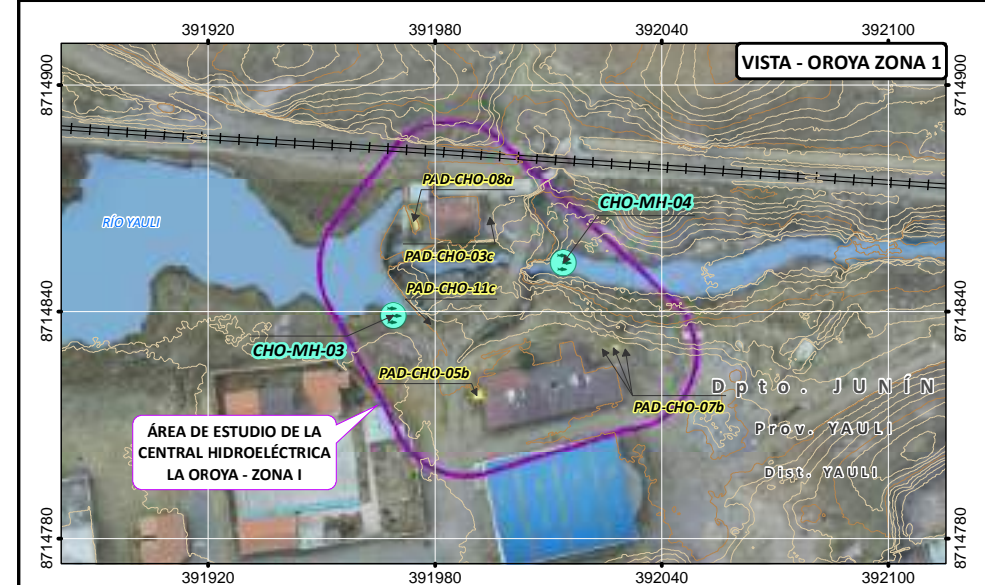 391920
391980
392040
392100
VISTA - OROYA ZONA 1
8714900
8714900
PAD-CHO-08a
CHO-MH-04
RÍO YAULI
PAD-CHO-03c
PAD-CHO-11c
8714840
8714840
CHO-MH-03
PAD-CHO-05b
Dpto. JUNÍN
PAD-CHO-07b
Prov. YAULI
ÁREA DE ESTUDIO DE LA
CENTRAL HIDROELÉCTRICA
LA OROYA - ZONA I
Dist. YAULI
8714780
8714780
391920
391980
392040
392100